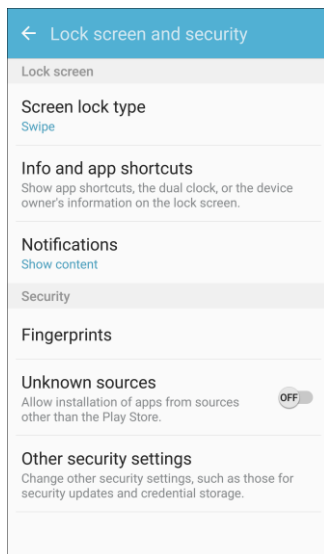 Lock screen and security
Lock screen
Screen lock type
Swipe
Info and app shortcuts
Show app shortcuts, the dual clock, or the device
owner's information on the lock screen.
Notifications
Show content
Security
Fingerprints
Unknown sources
Allow installation of apps from sources
other than the Play Store.
OFF
Other security settings
Change other security settings, such as those for
security updates and credential storage.